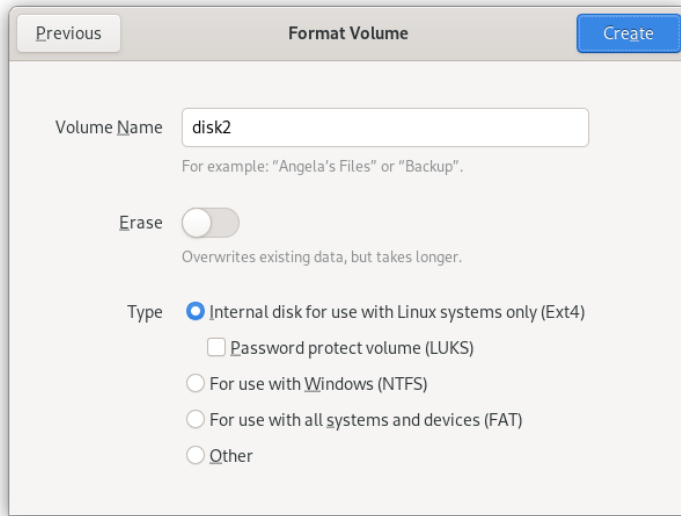 Previous
Format Volume
Create
Volume Name
disk2
For example: “Angela’s Files” or “Backup”.
Erase
Overwrites existing data, but takes longer.
Type
Internal disk for use with Linux systems only (Ext4)
Password protect volume (LUKS)
For use with Windows (NTFS)
For use with all systems and devices (FAT)
Other